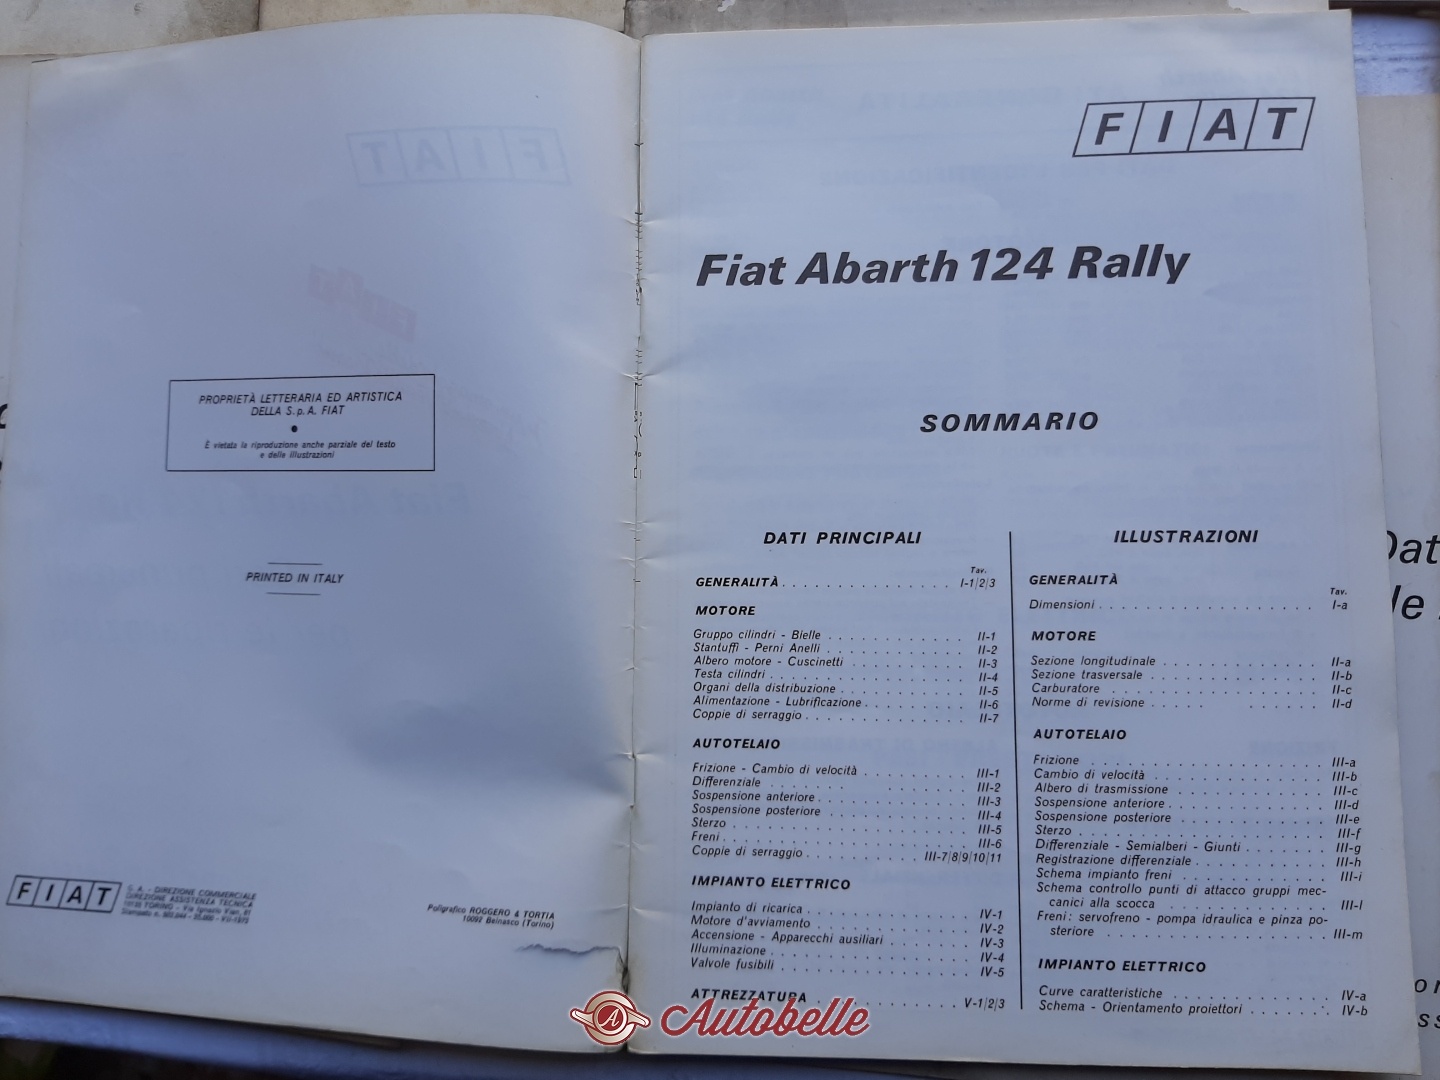 PROPRIETÀ LETTERARIA ED ARTISTICA
DELLA S.p.A. FIAT
È vietata la riproduzione anche parziale del testo
e delle illustrazioni
PRINTED IN ITALY
FIAT
S. A. - DIREZIONE COMMERCIALE
DIREZIONE ASSISTENZA TECNICA
10135 TORINO - Via Ignazio
Stampato n.
Poligrafico ROGGERO & TORTIA
10092 Beinasco (Torino)
FIAT
Fiat Abarth 124 Rally
SOMMARIO
DATI PRINCIPALI
Tav.
GENERALITÀ . . . . . . . . . . . . . I-1/2/3
MOTORE
Gruppo cilindri - Bielle . . . . . . . . . . . . II-1
Stantuffi - Perni Anelli . . . . . . . . . . . . II-2
Albero motore - Cuscinetti . . . . . . . . . . II-3
Testa cilindri . . . . . . . . . . . . . . . II-4
Organi della distribuzione . . . . . . . . . . . II-5
Alimentazione - Lubrificazione . . . . . . . . . II-6
Coppie di serraggio . . . . . . . . . . . . . II-7
AUTOTELAIO
Frizione - Cambio di velocità . . . . . . . . . III-1
Differenziale . . . . . . . . III-2
Sospensione anteriore . . . . . . . . . . . . III-3
Sospensione posteriore . . . . . . . . . . . . III-4
Sterzo . . . . . . . . . . . . . . . . . . III-5
Freni . . . . . . . . . . . . . . . . . . . III-6
Coppie di serraggio . . . . . . . . . III-7/8/9/10/11
IMPIANTO ELETTRICO
Impianto di ricarica . . . . . . . . . . . . . IV-1
Motore d'avviamento . . . . . . . . . . . . . IV-2
Accensione - Apparecchi ausiliari . . . . . . . IV-3
Illuminazione . . . . . . . . . . . . . . . . IV-4
Valvole fusibili . . . . . . . . . . . . . . . IV-5
ATTREZZATURA . . . . . . . . . . . V-1/2/3
ILLUSTRAZIONI
GENERALITÀ
Tav.
Dimensioni . . . . . . . . . . . . . . . . . . I-a
MOTORE
Sezione longitudinale . . . . . . . . . . . . . II-a
Sezione trasversale . . . . . . . . . . . . . . II-b
Carburatore . . . . . . . . . . . . . . . . . II-c
Norme di revisione . . . . . . . . . . . II-d
AUTOTELAIO
Frizione . . . . . . . . . . . . . . . . . . . III-a
Cambio di velocità . . . . . . . . . . . . . . III-b
Albero di trasmissione . . . . . . . . . . . . . III-c
Sospensione anteriore . . . . . . . . . . . . . III-d
Sospensione posteriore . . . . . . . . . . . . III-e
Sterzo . . . . . . . . . . . . . . . . . . . . III-f
Differenziale - Semialberi - Giunti . . . . . . . III-g
Registrazione differenziale . . . . . . . . . . . III-h
Schema impianto freni . . . . . . . . . . . . . III-i
Schema controllo punti di attacco gruppi mec-
canici alla scocca . . . . . . . . . . . . . III-l
Freni: servofreno - pompa idraulica e pinza po-
steriore . . . . . . . . . . . . . . . . . III-m
IMPIANTO ELETTRICO
Curve caratteristiche . . . . . . . . . . . . . IV-a
Schema - Orientamento proiettori . . . . . . . IV-b
A Autobelle